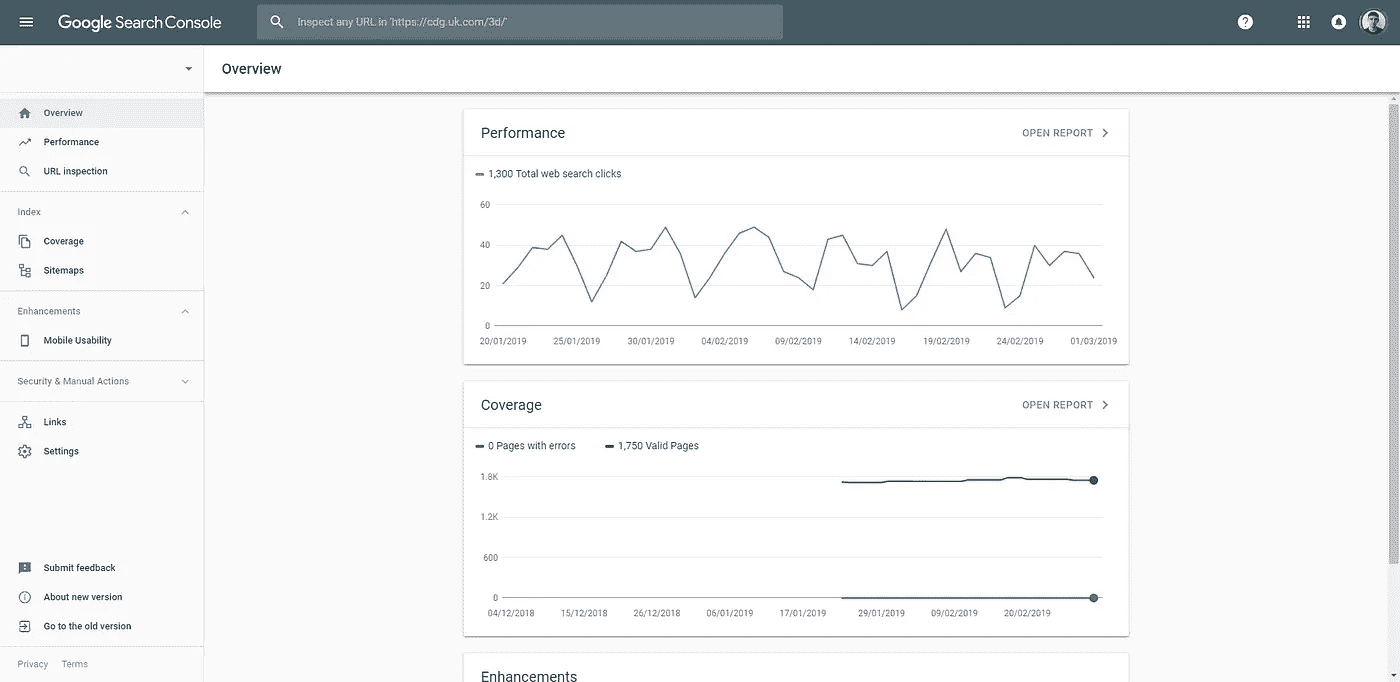 Google Search Console
Inspect any URL in 'https://cdg.uk.com/3d/'
Overview
Overview
Performance
URL inspection
Index
Coverage
Sitemaps
Enhancements
Mobile Usability
Security & Manual Actions
Links
Settings
Submit feedback
About new version
Go to the old version
Privacy Terms
Performance OPEN REPORT
1,300 Total web search clicks
60
40
20
0
20/01/2019 25/01/2019 30/01/2019 04/02/2019 09/02/2019 14/02/2019 19/02/2019 24/02/2019 01/03/2019
Coverage OPEN REPORT
0 Pages with errors 1,750 Valid Pages
1.8K
1.2K
600
0
04/12/2018 15/12/2018 26/12/2018 06/01/2019 17/01/2019 29/01/2019 09/02/2019 20/02/2019
Enhancements